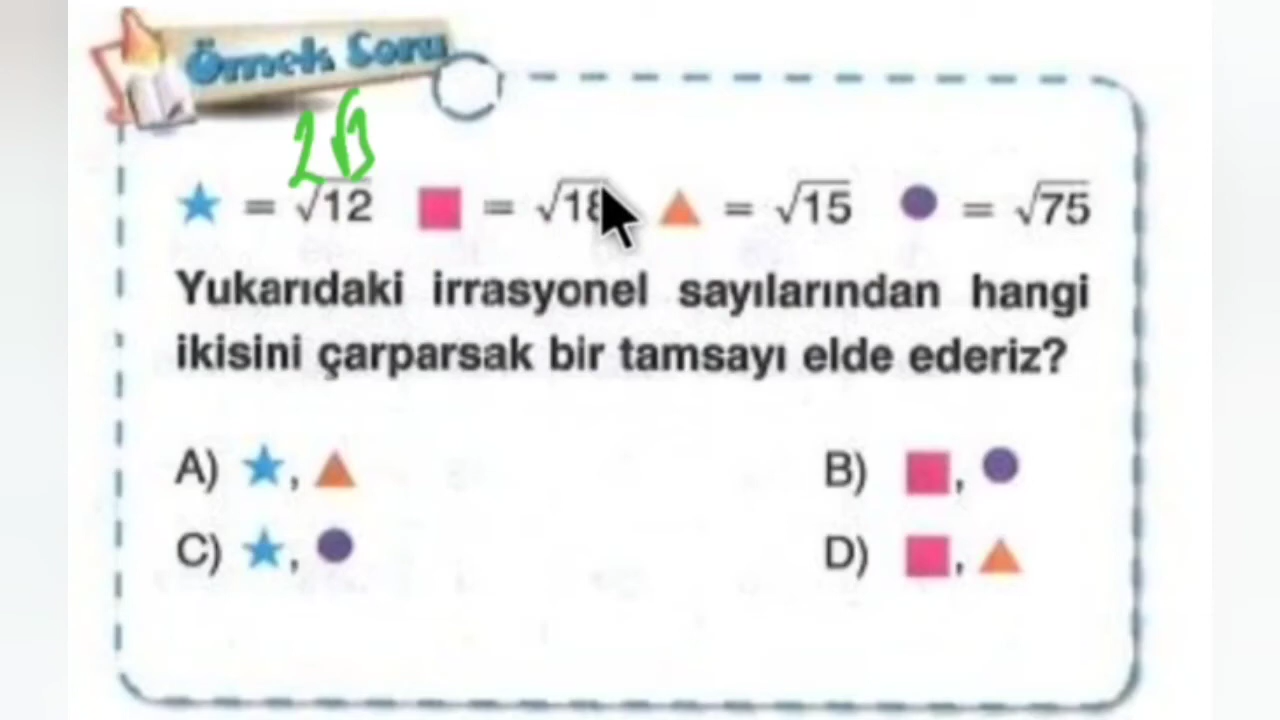 Örnek Soru
2√3
★ = √12 ■ = √18 ▲ = √15 ● = √75
Yukarıdaki irrasyonel sayılarından hangi
ikisini çarparsak bir tamsayı elde ederiz?
A) ★, ▲ B) ■, ●
C) ★, ● D) ■, ▲